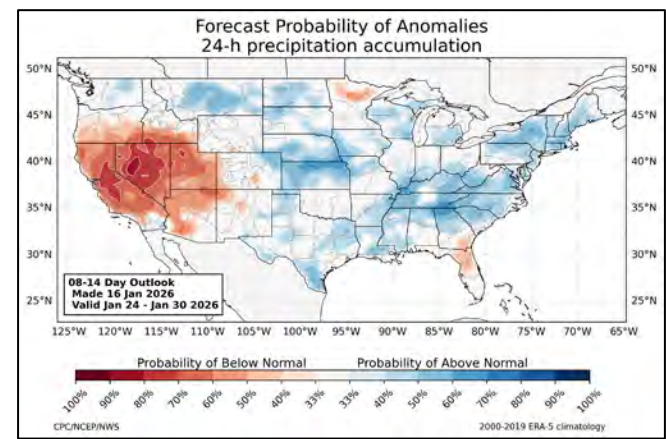 Forecast Probability of Anomalies
24-h precipitation accumulation
50°N
50°N
45°N
45°N
40°N
40°N
35°N
35°N
30°N
30°N
25°N
25°N
08-14 Day Outlook
Made 16 Jan 2026
Valid Jan 24 - Jan 30 2026
125°W 120°W 115°W 110°W 105°W 100°W 95°W 90°W 85°W 80°W 75°W 70°W 65°W
Probability of Below Normal Probability of Above Normal
100% 90% 80% 70% 60% 50% 40% 33% 33% 40% 50% 60% 70% 80% 90% 100%
CPC/NCEP/NWS 2000-2019 ERA-5 climatology